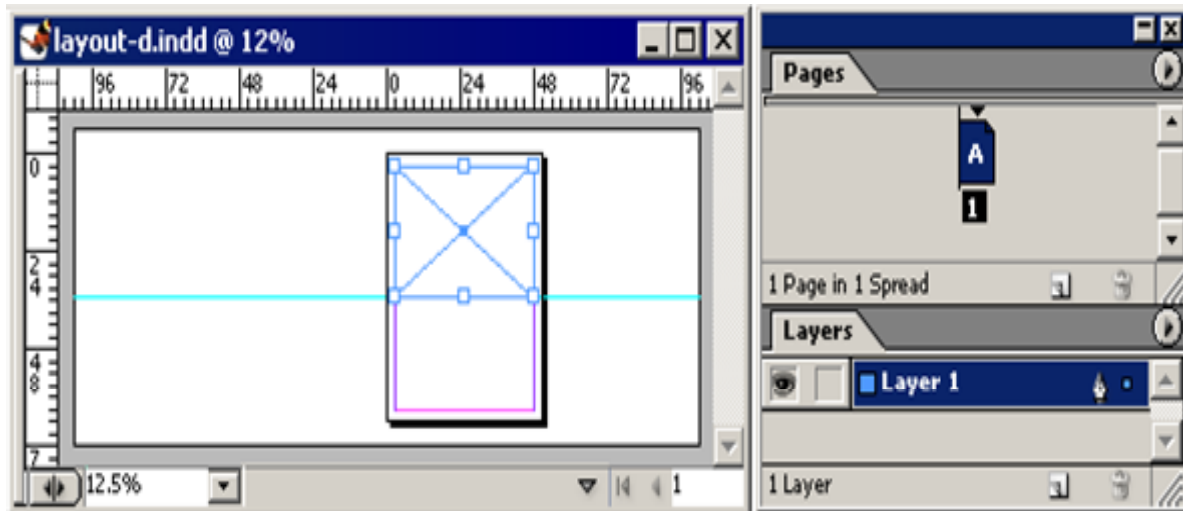 layout-d.indd @ 12%
96 72 48 24 0 24 48 72 96
0
2
4
4
8
7
12.5%
1
Pages
A
1
1 Page in 1 Spread
Layers
Layer 1
1 Layer